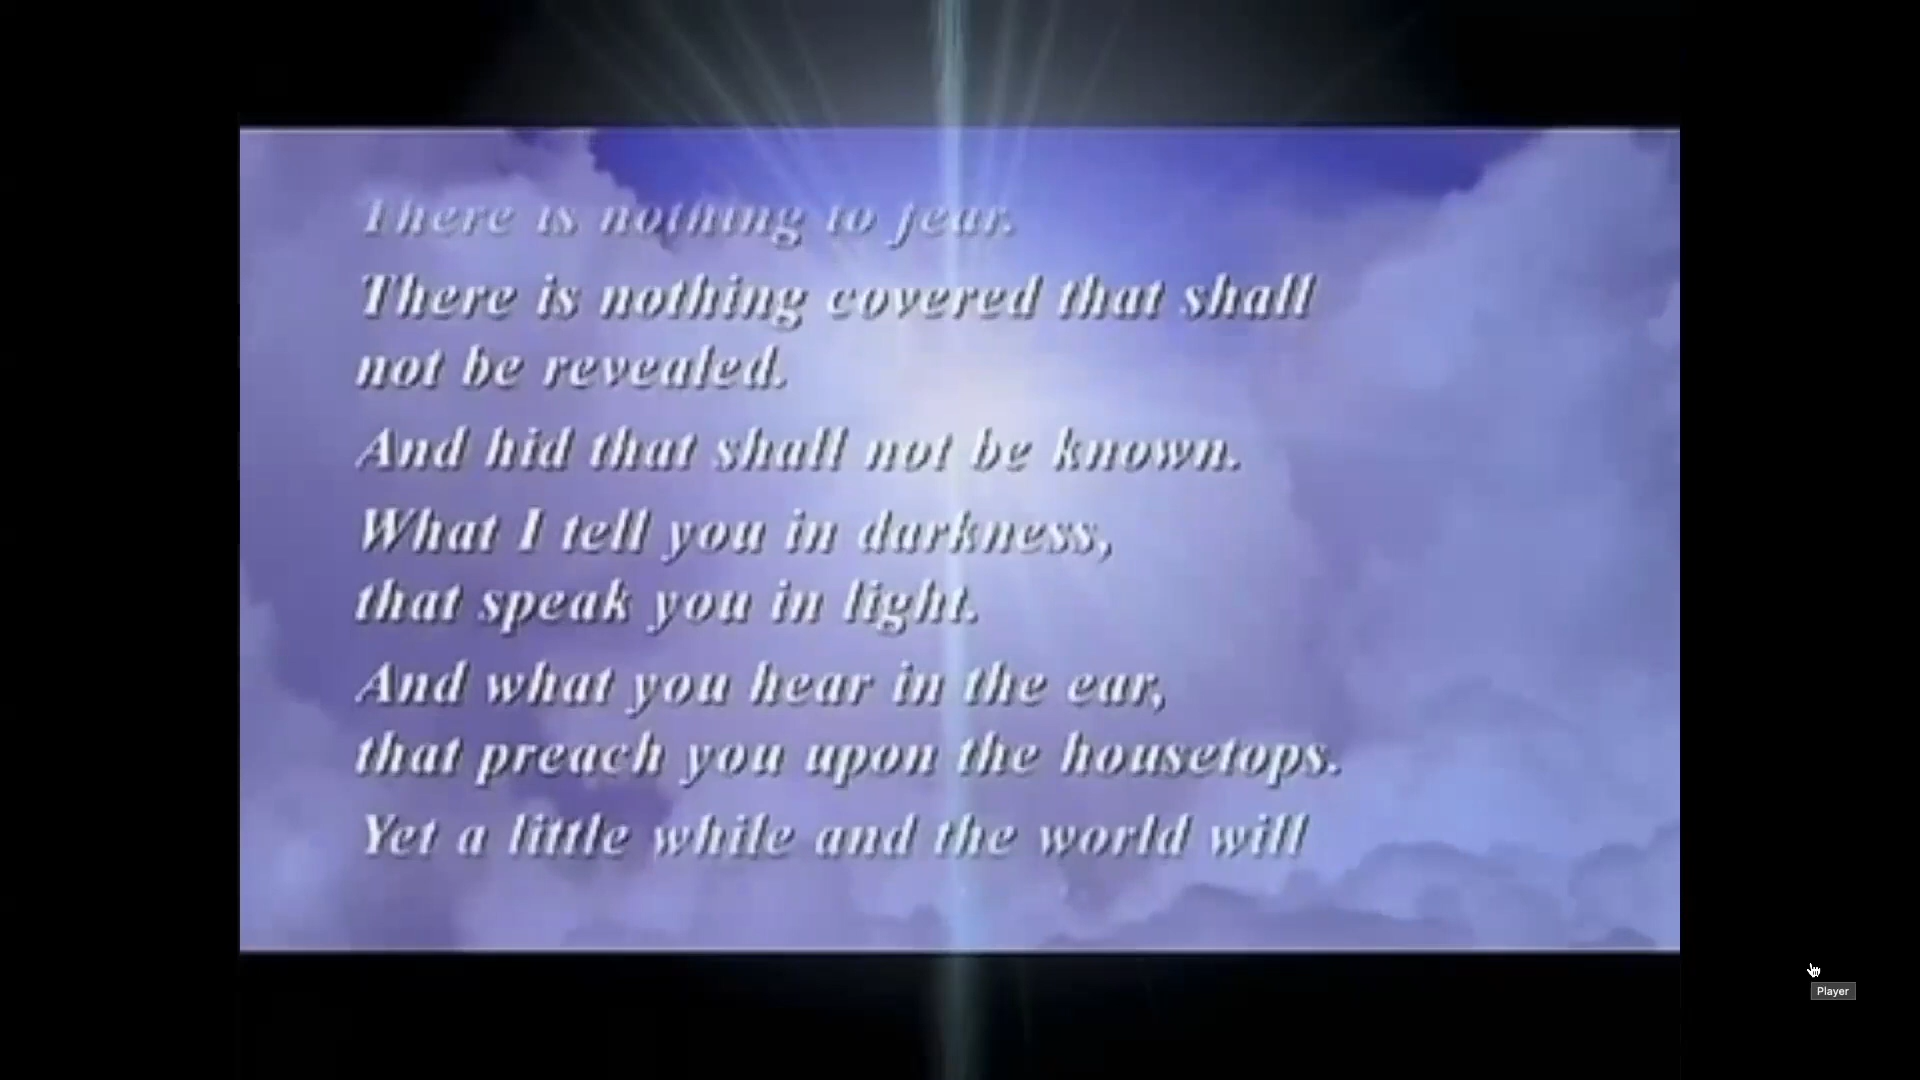 There is nothing to fear.
There is nothing covered that shall
not be revealed.
And hid that shall not be known.
What I tell you in darkness,
that speak you in light.
And what you hear in the ear,
that preach you upon the housetops.
Yet a little while and the world will
Player